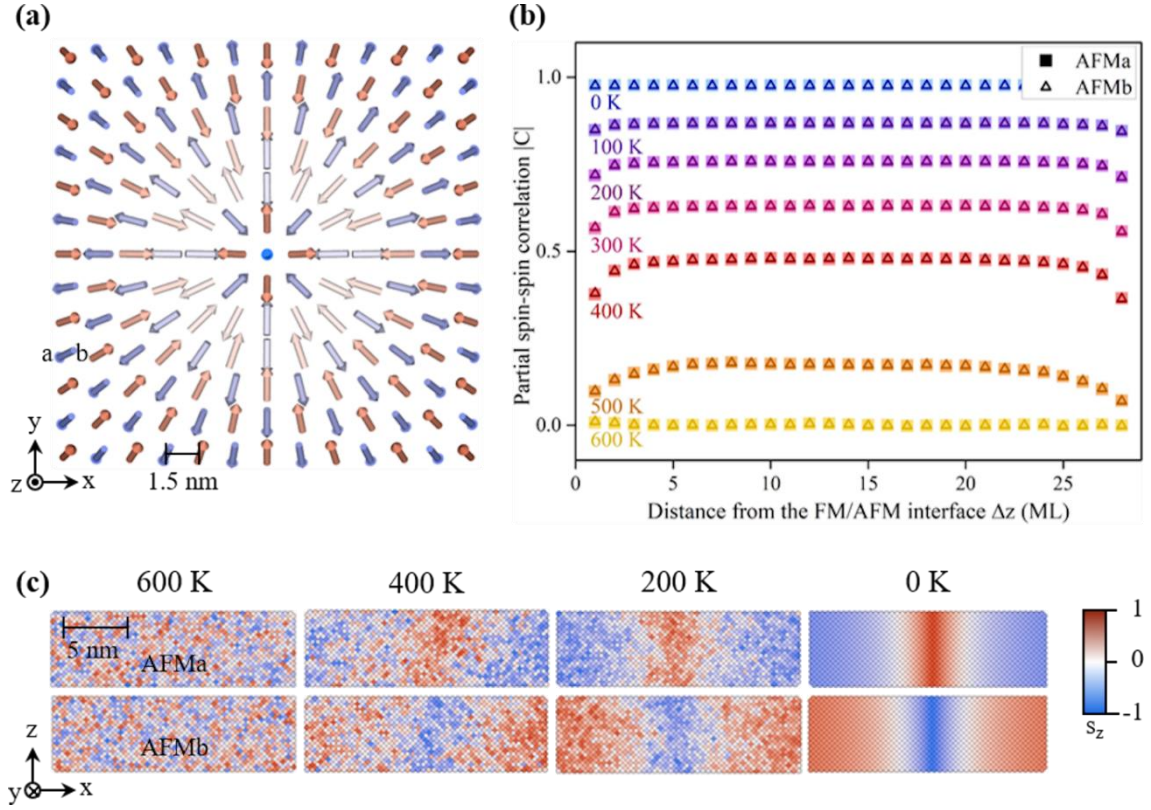 (a)
a b
y
z x
1.5 nm
(b)
Partial spin-spin correlation |C|
1.0
0.5
0.0
AFMa
AFMb
0 K
100 K
200 K
300 K
400 K
500 K
600 K
0 5 10 15 20 25
Distance from the FM/AFM interface Δz (ML)
(c)
600 K 400 K 200 K 0 K
5 nm
AFMa
AFMb
z
y x
1
0
-1
s_z